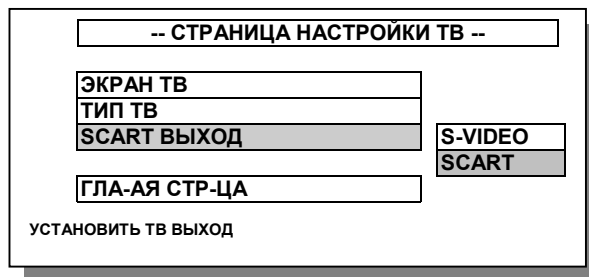 -- СТРАНИЦА НАСТРОЙКИ ТВ --
ЭКРАН ТВ
ТИП ТВ
SCART ВЫХОД
S-VIDEO
SCART
ГЛА-АЯ СТР-ЦА
УСТАНОВИТЬ ТВ ВЫХОД